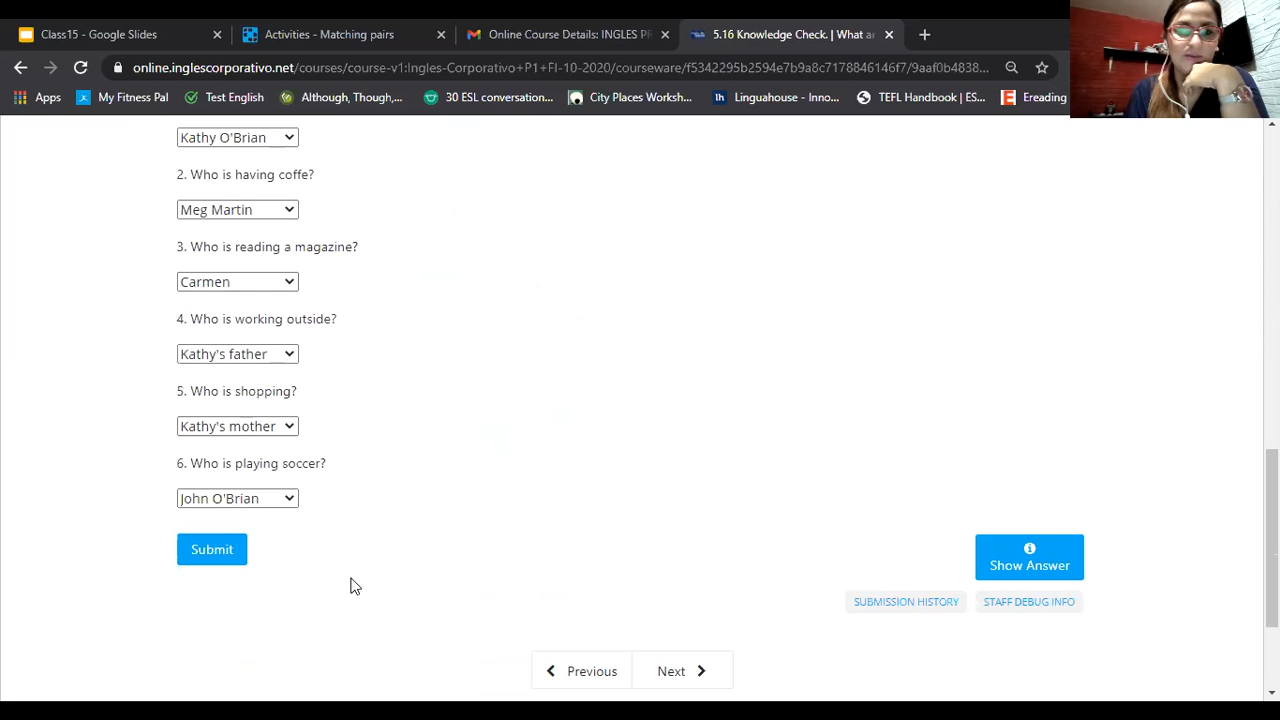 Class15 - Google Slides
Activities - Matching pairs
Online Course Details: INGLES PR
5.16 Knowledge Check. | What ar
online.inglescorporativo.net/courses/course-v1:Ingles-Corporativo+P1+FI-10.2020/courseware/f5342295b2594e7b9a8c7178846146f7/9aaf0b4838...
Apps
My Fitness Pal
Test English
Although, Though,...
30 ESL conversation...
City Places Worksh...
lh Linguahouse - Inno...
TEFL Handbook | ES...
E Ereading
Kathy O'Brian
2. Who is having coffe?
Meg Martin
3. Who is reading a magazine?
Carmen
4. Who is working outside?
Kathy's father
5. Who is shopping?
Kathy's mother
6. Who is playing soccer?
John O'Brian
Submit
Show Answer
SUBMISSION HISTORY
STAFF DEBUG INFO
Previous
Next